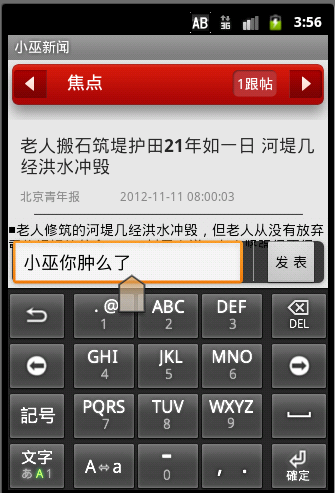 AB 3G 3:56
小巫新闻
焦点 1跟帖
老人搬石筑堤护田21年如一日 河堤几
经洪水冲毁
北京青年报 2012-11-11 08:00:03
■老人修筑的河堤几经洪水冲毁，但老人从没有放弃
小巫你肿么了 发 表
. @ 1 ABC 2 DEF 3 DEL
GHI 4 JKL 5 MNO 6
記号 PQRS 7 TUV 8 WXYZ 9
文字 あA1 A⇔a - 0 , . 確定